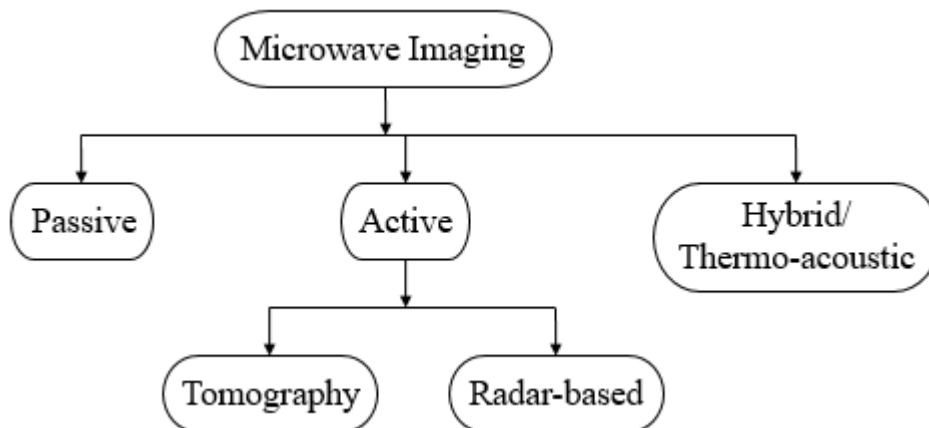 Microwave Imaging
Passive
Active
Hybrid/
Thermo-acoustic
Tomography
Radar-based